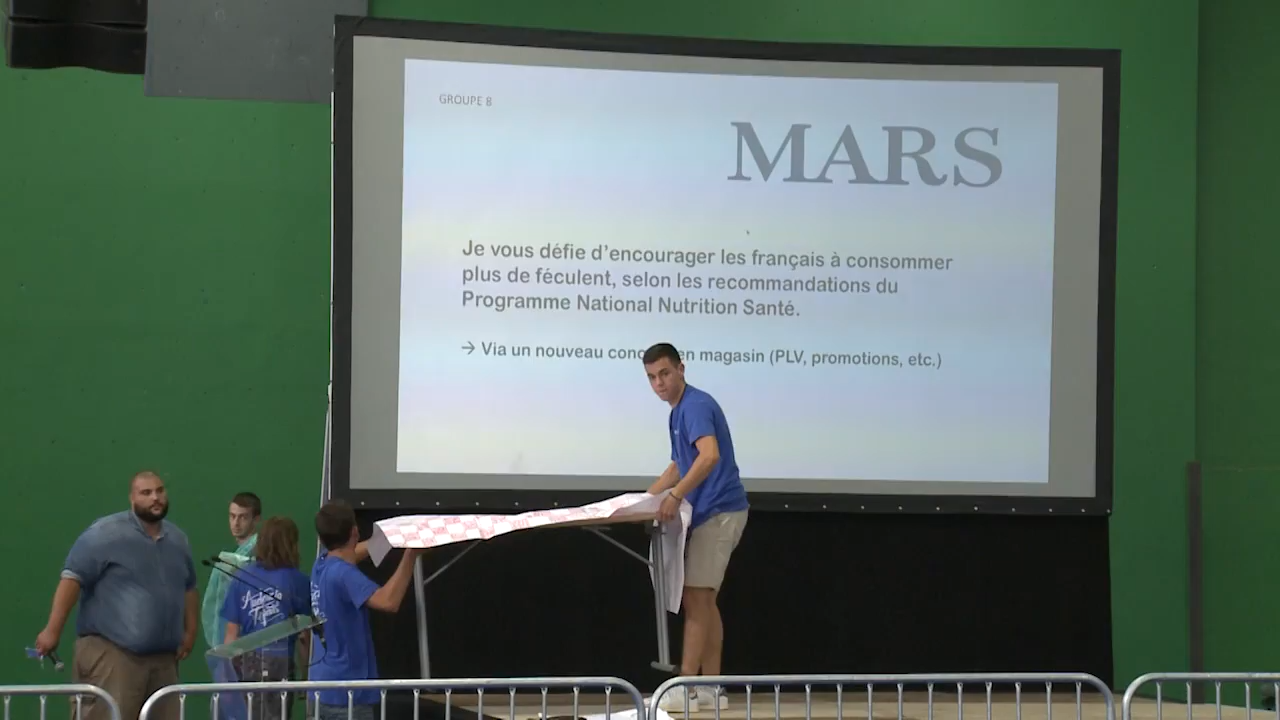 GROUPE 8
MARS
Je vous défie d'encourager les français à consommer
plus de féculent, selon les recommandations du
Programme National Nutrition Santé.
→ Via un nouveau en magasin (PLV, promotions, etc.)